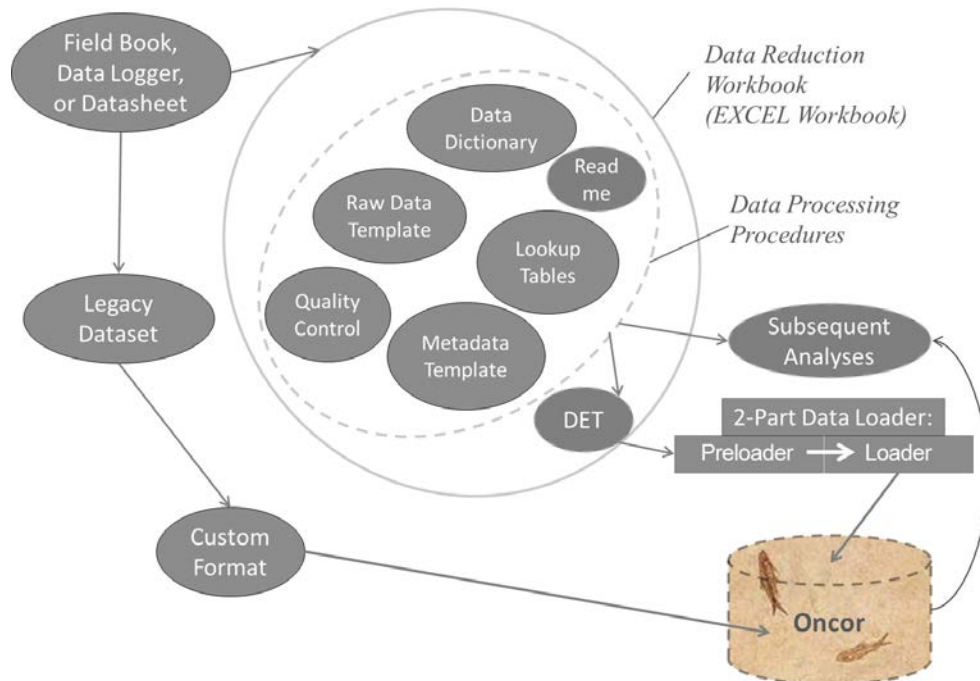 Field Book,
Data Logger,
or Datasheet
Data Reduction
Workbook
(EXCEL Workbook)
Data
Dictionary
Read
me
Raw Data
Template
Data Processing
Procedures
Lookup
Tables
Legacy
Dataset
Quality
Control
Metadata
Template
Subsequent
Analyses
DET
2-Part Data Loader:
Preloader
Loader
Custom
Format
Oncor